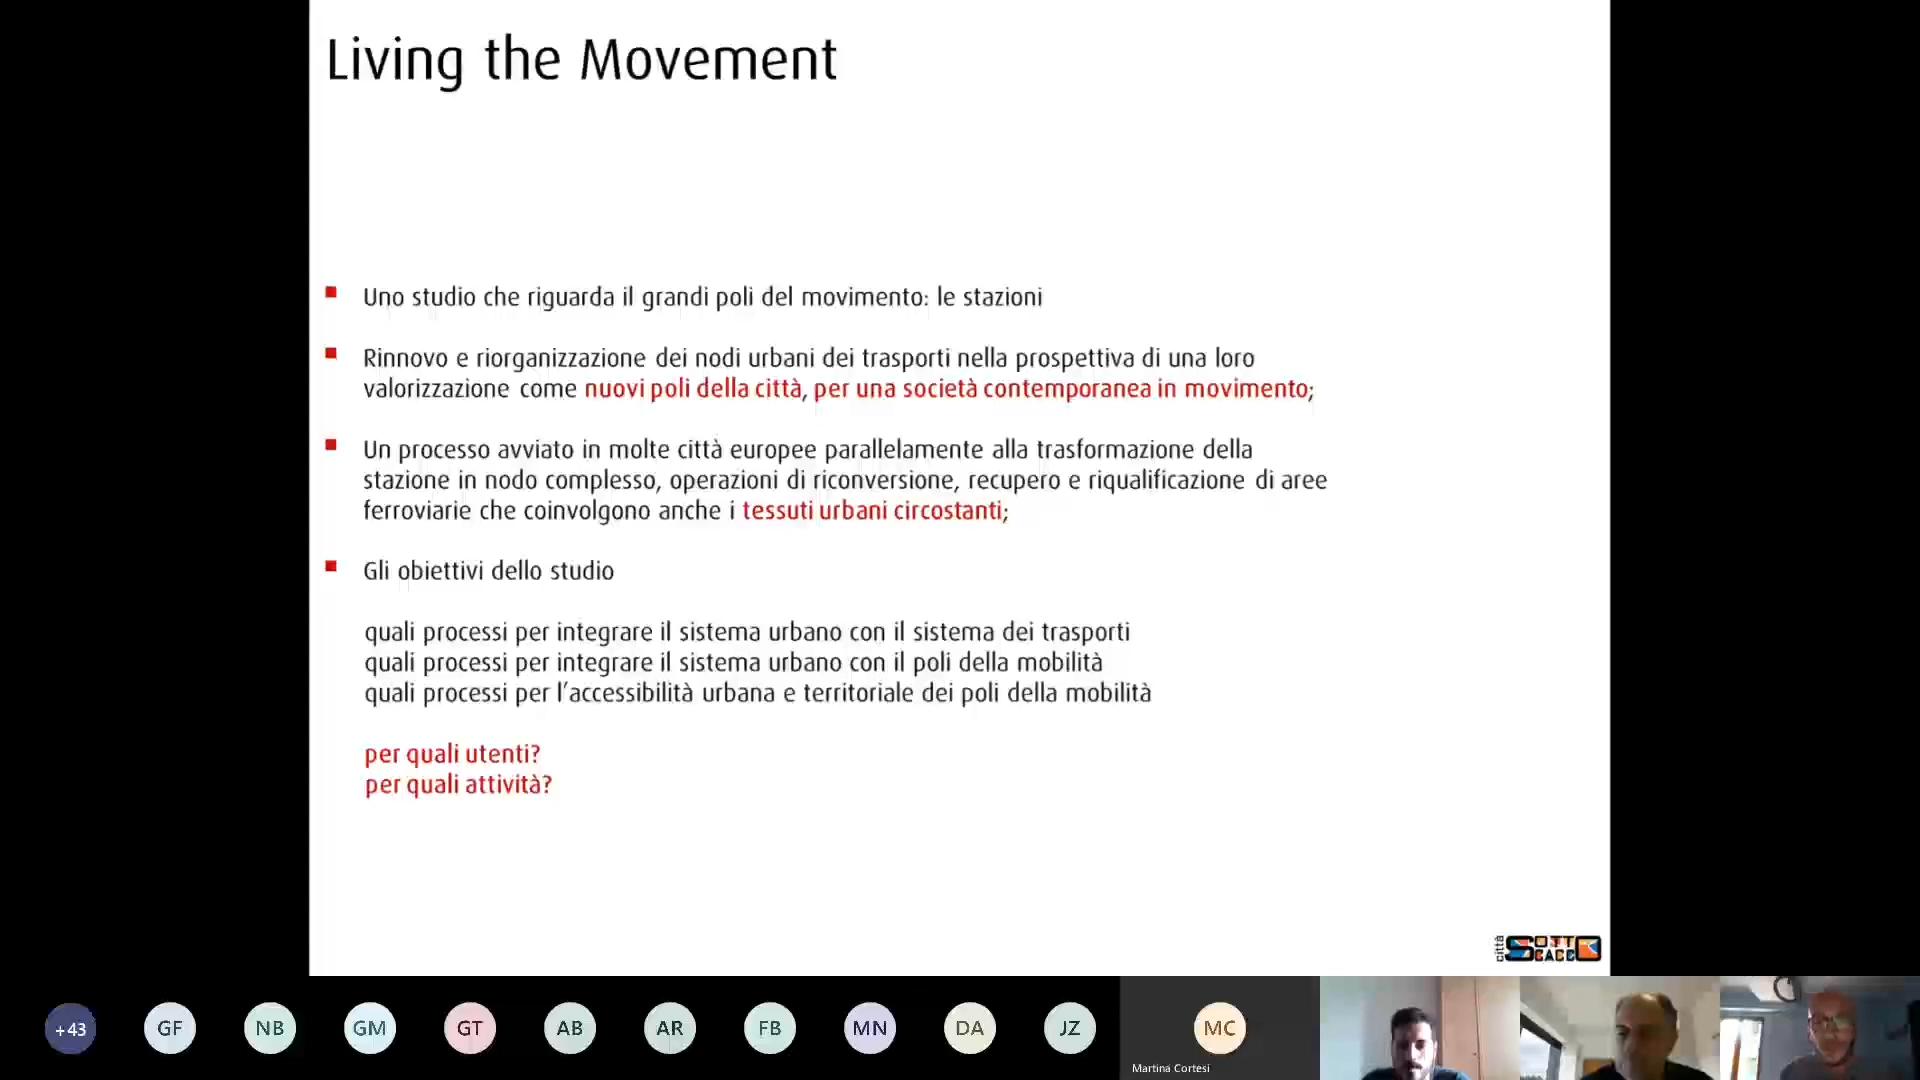 Living the Movement
Uno studio che riguarda il grandi poli del movimento: le stazioni
Rinnovo e riorganizzazione dei nodi urbani dei trasporti nella prospettiva di una loro
valorizzazione come nuovi poli della città, per una società contemporanea in movimento;
Un processo avviato in molte città europee parallelamente alla trasformazione della
stazione in nodo complesso, operazioni di riconversione, recupero e riqualificazione di aree
ferroviarie che coinvolgono anche i tessuti urbani circostanti;
Gli obiettivi dello studio
quali processi per integrare il sistema urbano con il sistema dei trasporti
quali processi per integrare il sistema urbano con il poli della mobilità
quali processi per l'accessibilità urbana e territoriale dei poli della mobilità
per quali utenti?
per quali attività?
città
SOTTO
SCACCO
+43 GF NB GM GT AB AR FB MN DA JZ MC
Martina Cortesi